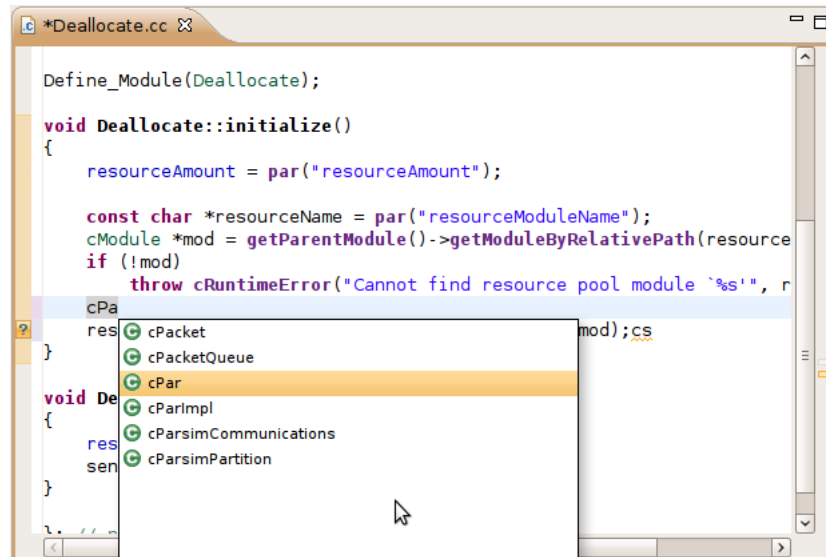 *Deallocate.cc
Define_Module(Deallocate);
void Deallocate::initialize()
{
resourceAmount = par("resourceAmount");
const char *resourceName = par("resourceModuleName");
cModule *mod = getParentModule()->getModuleByRelativePath(resource
if (!mod)
throw cRuntimeError("Cannot find resource pool module `%s'", r
cPa
res mod);cs
cPacket
cPacketQueue
}
cPar
void De
cParImpl
{
res
cParsimCommunications
sen
cParsimPartition
}
}; //